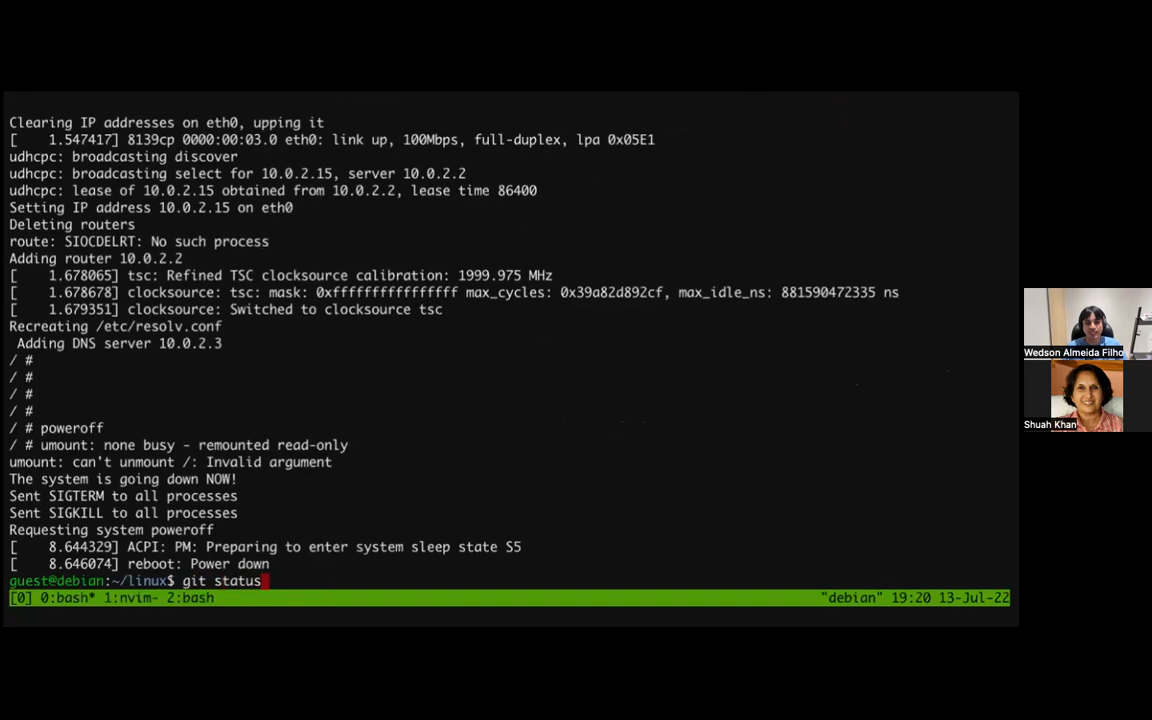 Clearing IP addresses on eth0, upping it
[    1.547417] 8139cp 0000:00:03.0 eth0: link up, 100Mbps, full-duplex, lpa 0x05E1
udhcpc: broadcasting discover
udhcpc: broadcasting select for 10.0.2.15, server 10.0.2.2
udhcpc: lease of 10.0.2.15 obtained from 10.0.2.2, lease time 86400
Setting IP address 10.0.2.15 on eth0
Deleting routers
route: SIOCDELRT: No such process
Adding router 10.0.2.2
[    1.678065] tsc: Refined TSC clocksource calibration: 1999.975 MHz
[    1.678678] clocksource: tsc: mask: 0xffffffffffffffff max_cycles: 0x39a82d892cf, max_idle_ns: 881590472335 ns
[    1.679351] clocksource: Switched to clocksource tsc
Recreating /etc/resolv.conf
 Adding DNS server 10.0.2.3
/ #
/ #
/ #
/ #
/ # poweroff
/ # umount: none busy - remounted read-only
umount: can't unmount /: Invalid argument
The system is going down NOW!
Sent SIGTERM to all processes
Sent SIGKILL to all processes
Requesting system poweroff
[    8.644329] ACPI: PM: Preparing to enter system sleep state S5
[    8.646074] reboot: Power down
guest@debian:~/linux$ git status
[0] 0:bash* 1:nvim- 2:bash "debian" 19:20 13-Jul-22
Wedson Almeida Filho
Shuah Khan